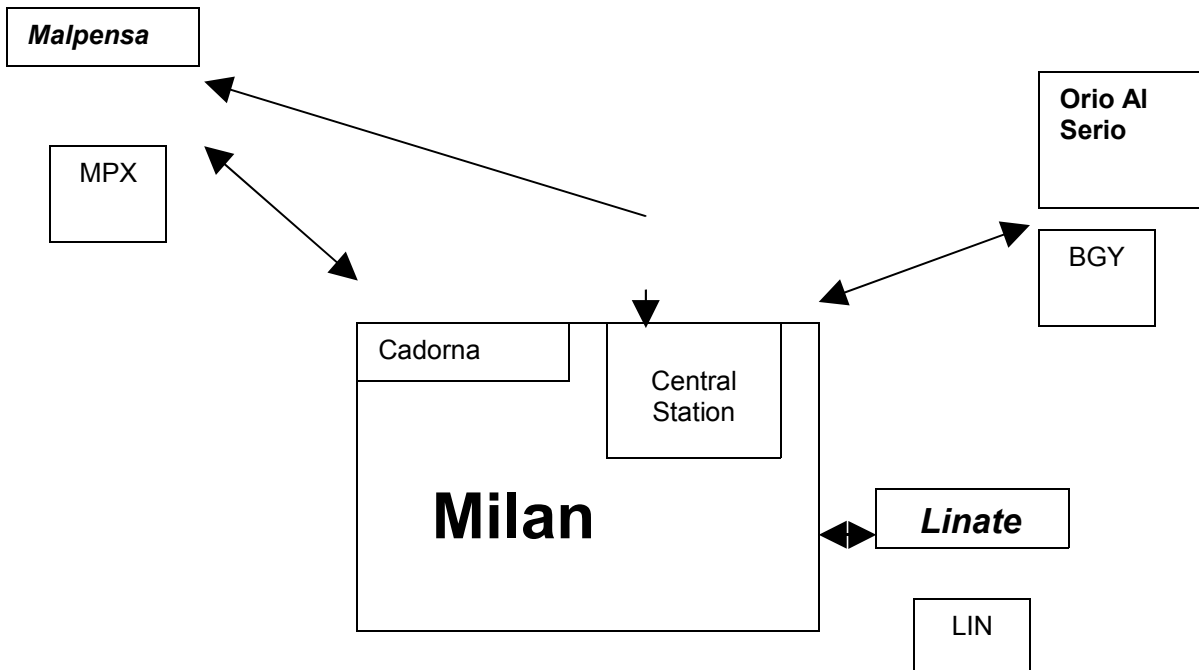 Malpensa
Orio Al
Serio
MPX
BGY
Cadorna
Central
Station
Milan
Linate
LIN